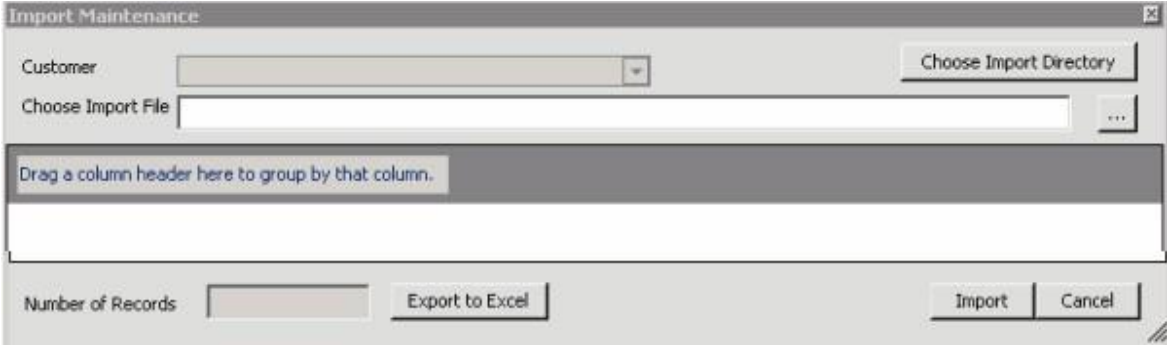 Import Maintenance
Customer
Choose Import Directory
Choose Import File
...
Drag a column header here to group by that column.
Number of Records
Export to Excel
Import
Cancel